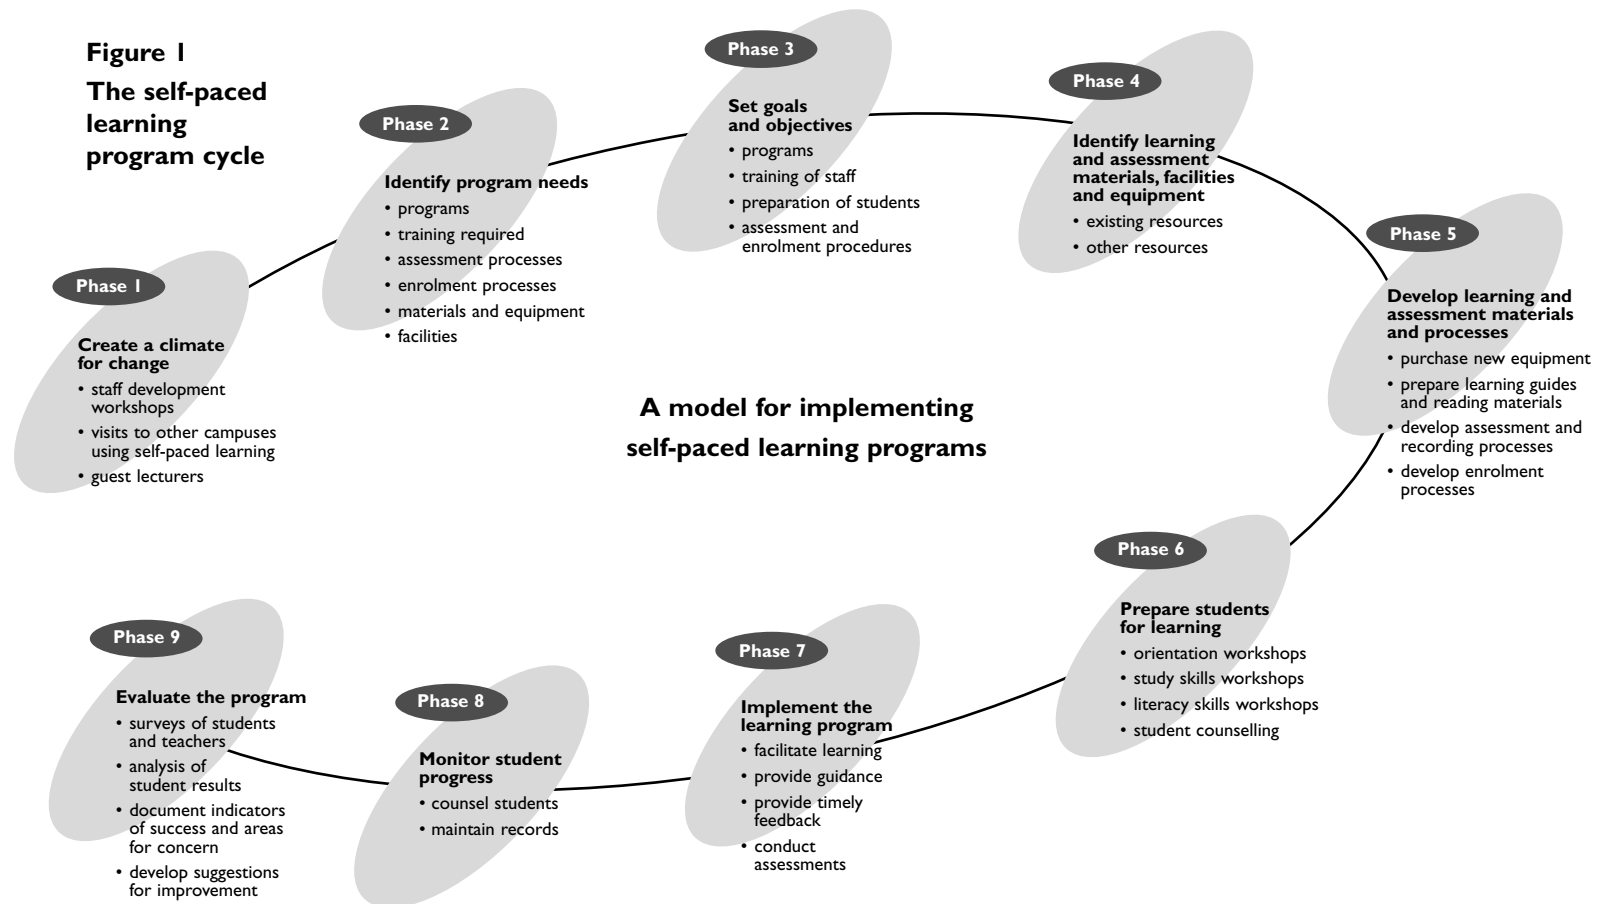 Figure 1
The self-paced
learning
program cycle
Phase 1
Create a climate
for change
• staff development
workshops
• visits to other campuses
using self-paced learning
• guest lecturers
Phase 2
Identify program needs
• programs
• training required
• assessment processes
• enrolment processes
• materials and equipment
• facilities
Phase 3
Set goals
and objectives
• programs
• training of staff
• preparation of students
• assessment and
enrolment procedures
Phase 4
Identify learning
and assessment
materials, facilities
and equipment
• existing resources
• other resources
Phase 5
Develop learning and
assessment materials
and processes
• purchase new equipment
• prepare learning guides
and reading materials
• develop assessment and
recording processes
• develop enrolment
processes
A model for implementing
self-paced learning programs
Phase 6
Prepare students
for learning
• orientation workshops
• study skills workshops
• literacy skills workshops
• student counselling
Phase 7
Implement the
learning program
• facilitate learning
• provide guidance
• provide timely
feedback
• conduct
assessments
Phase 8
Monitor student
progress
• counsel students
• maintain records
Phase 9
Evaluate the program
• surveys of students
and teachers
• analysis of
student results
• document indicators
of success and areas
for concern
• develop suggestions
for improvement